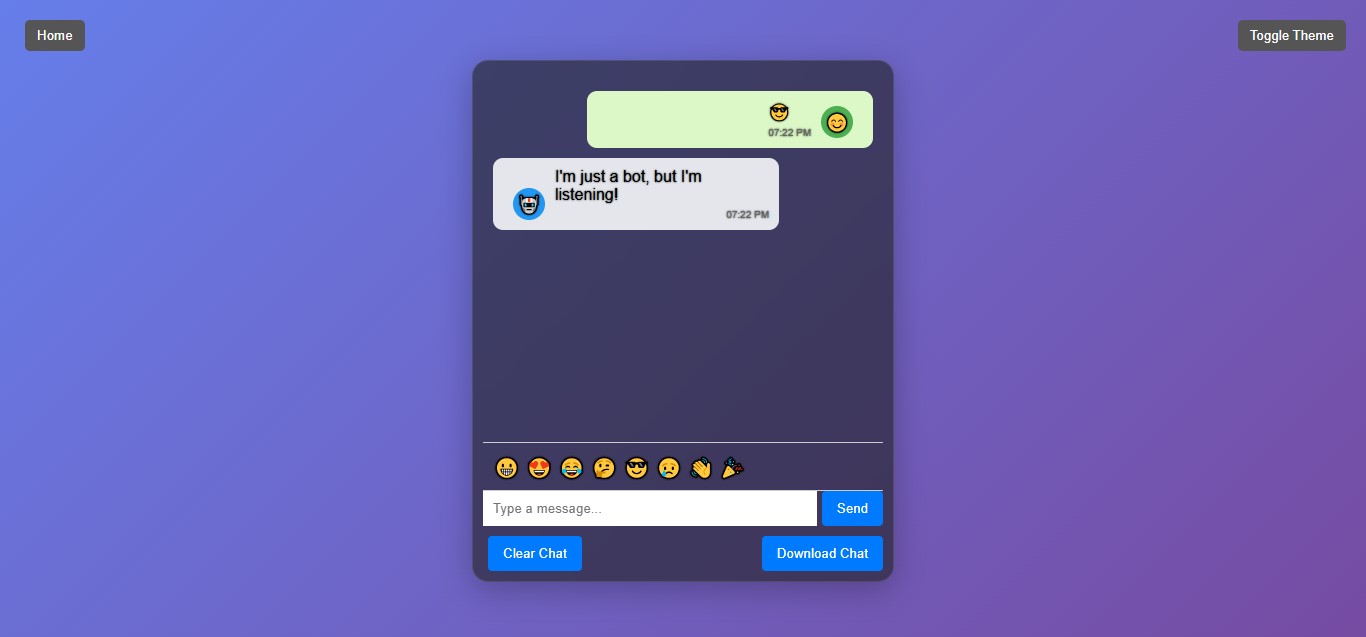 Home
Toggle Theme
😎
07:22 PM
I'm just a bot, but I'm
listening!
07:22 PM
😀 😍 😂 🤔 😎 😢 👏 🎉
Type a message...
Send
Clear Chat
Download Chat